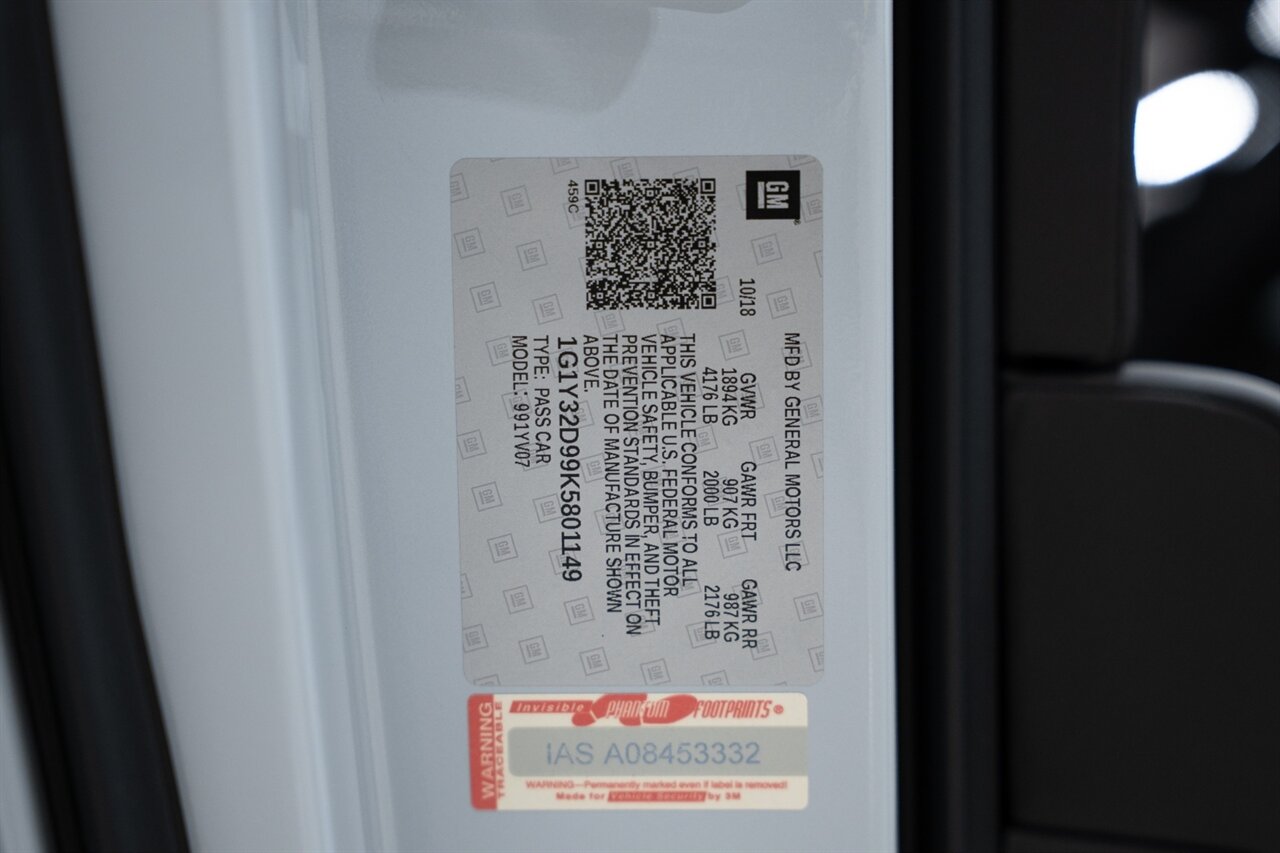 GM
MFD BY GENERAL MOTORS LLC
10/18 GVWR GAWR FRT GAWR RR
1894 KG 907 KG 987 KG
4176 LB 2000 LB 2176 LB
THIS VEHICLE CONFORMS TO ALL
APPLICABLE U.S. FEDERAL MOTOR
VEHICLE SAFETY, BUMPER, AND THEFT
PREVENTION STANDARDS IN EFFECT ON
THE DATE OF MANUFACTURE SHOWN
ABOVE.
1G1Y32D99K5801149
TYPE: PASS CAR
MODEL: 991YV07
459C
WARNING
TRACEABLE
Invisible PHANTOM FOOTPRINTS®
IAS A08453332
WARNING—Permanently marked even if label is removed!
Made for Vehicle Security by 3M